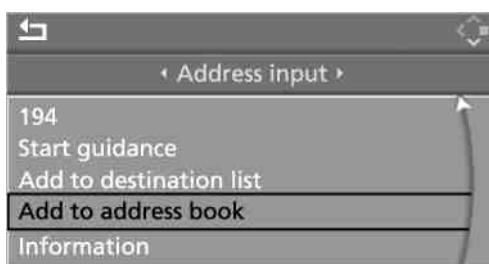 Address input
194
Start guidance
Add to destination list
Add to address book
Information